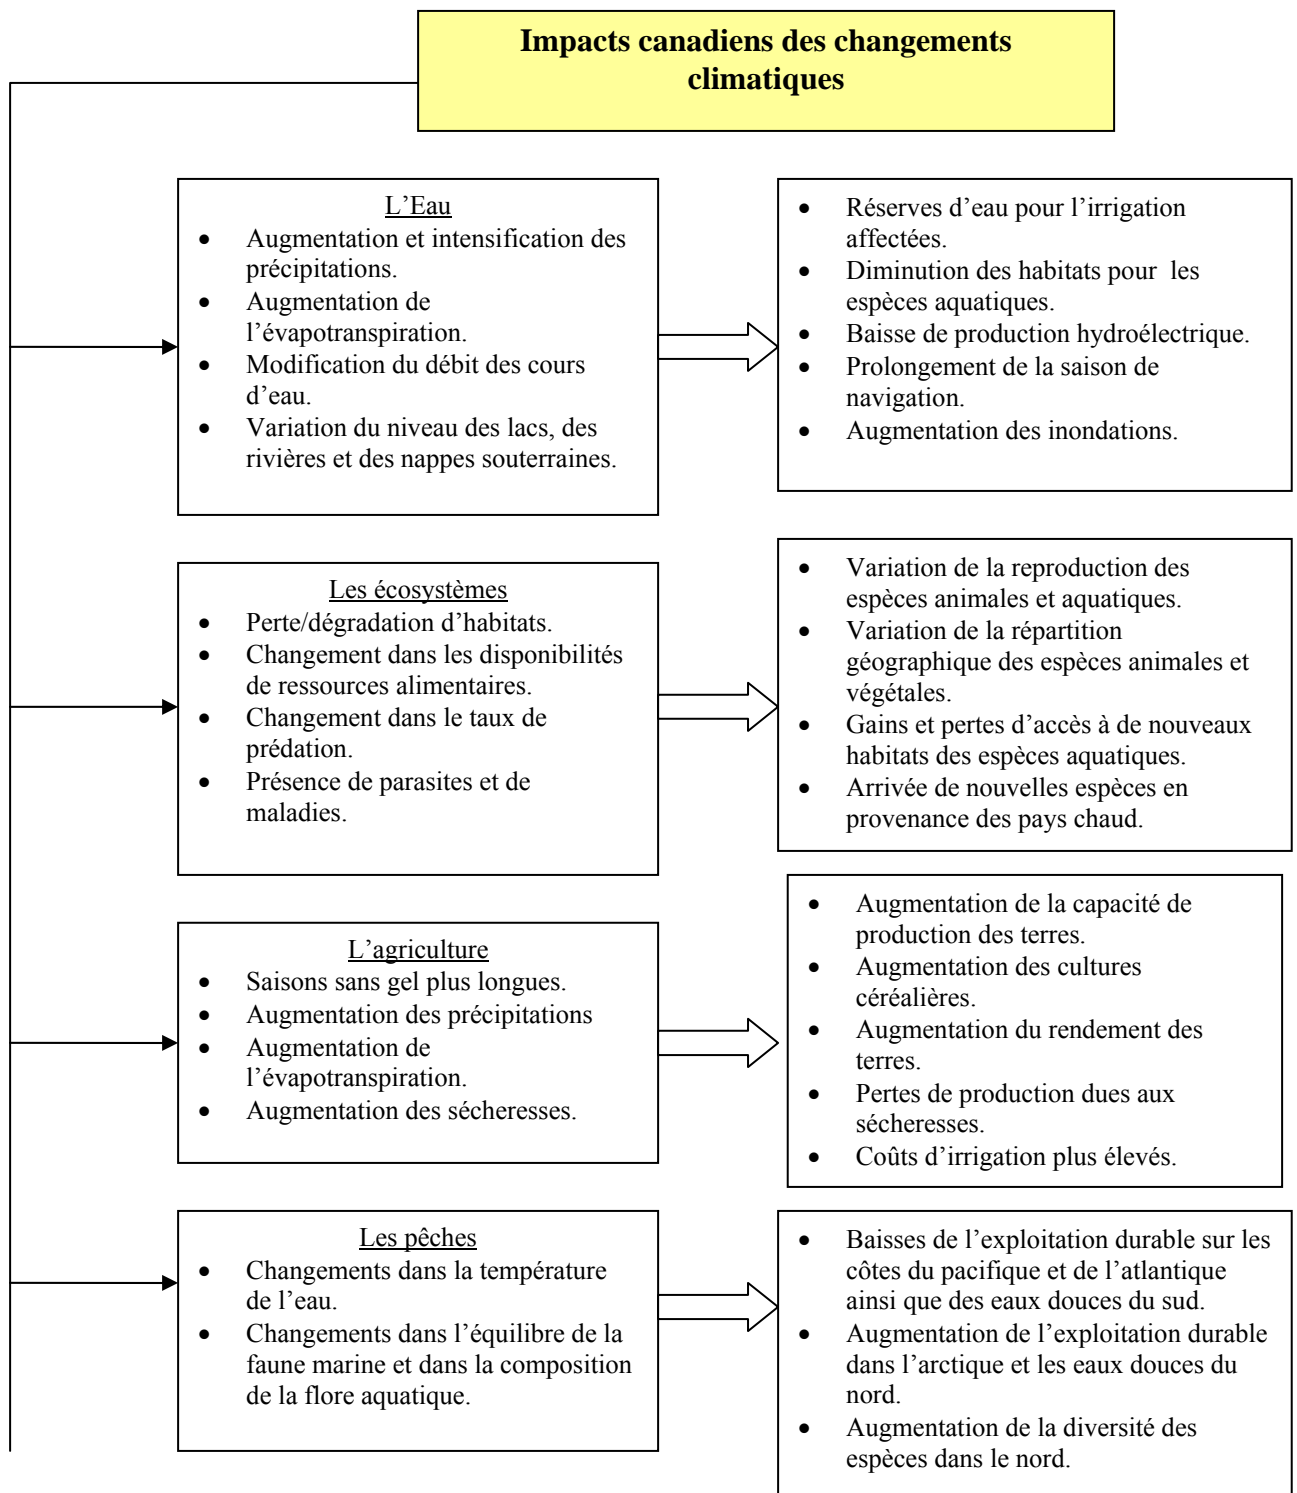 Impacts canadiens des changements
climatiques
L’Eau
• Augmentation et intensification des
précipitations.
• Augmentation de
l’évapotranspiration.
• Modification du débit des cours
d’eau.
• Variation du niveau des lacs, des
rivières et des nappes souterraines.
• Réserves d’eau pour l’irrigation
affectées.
• Diminution des habitats pour les
espèces aquatiques.
• Baisse de production hydroélectrique.
• Prolongement de la saison de
navigation.
• Augmentation des inondations.
Les écosystèmes
• Perte/dégradation d’habitats.
• Changement dans les disponibilités
de ressources alimentaires.
• Changement dans le taux de
prédation.
• Présence de parasites et de
maladies.
• Variation de la reproduction des
espèces animales et aquatiques.
• Variation de la répartition
géographique des espèces animales et
végétales.
• Gains et pertes d’accès à de nouveaux
habitats des espèces aquatiques.
• Arrivée de nouvelles espèces en
provenance des pays chaud.
L’agriculture
• Saisons sans gel plus longues.
• Augmentation des précipitations
• Augmentation de
l’évapotranspiration.
• Augmentation des sécheresses.
• Augmentation de la capacité de
production des terres.
• Augmentation des cultures
céréalières.
• Augmentation du rendement des
terres.
• Pertes de production dues aux
sécheresses.
• Coûts d’irrigation plus élevés.
Les pêches
• Changements dans la température
de l’eau.
• Changements dans l’équilibre de la
faune marine et dans la composition
de la flore aquatique.
• Baisses de l’exploitation durable sur les
côtes du pacifique et de l’atlantique
ainsi que des eaux douces du sud.
• Augmentation de l’exploitation durable
dans l’arctique et les eaux douces du
nord.
• Augmentation de la diversité des
espèces dans le nord.